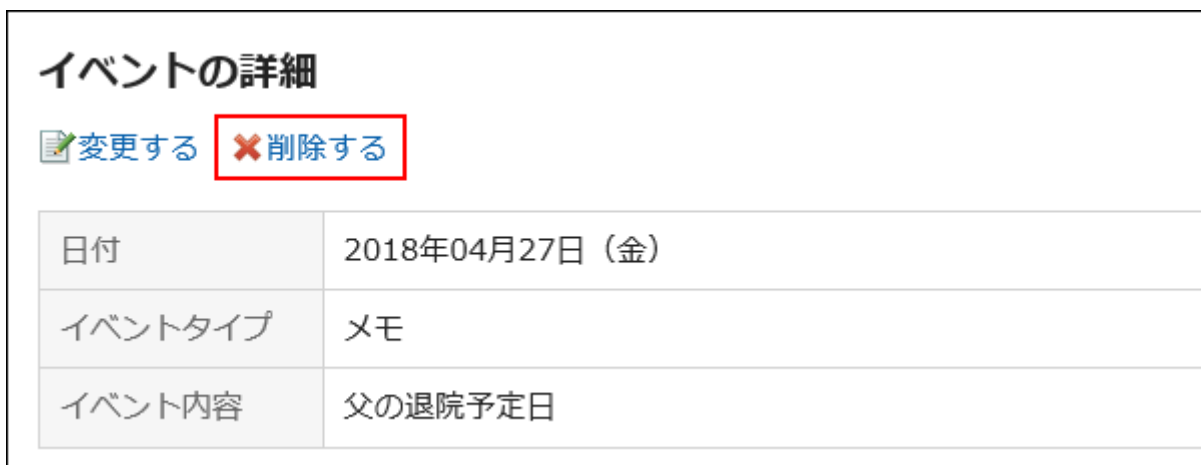 イベントの詳細
変更する 削除する
日付 2018年04月27日（金）
イベントタイプ メモ
イベント内容 父の退院予定日